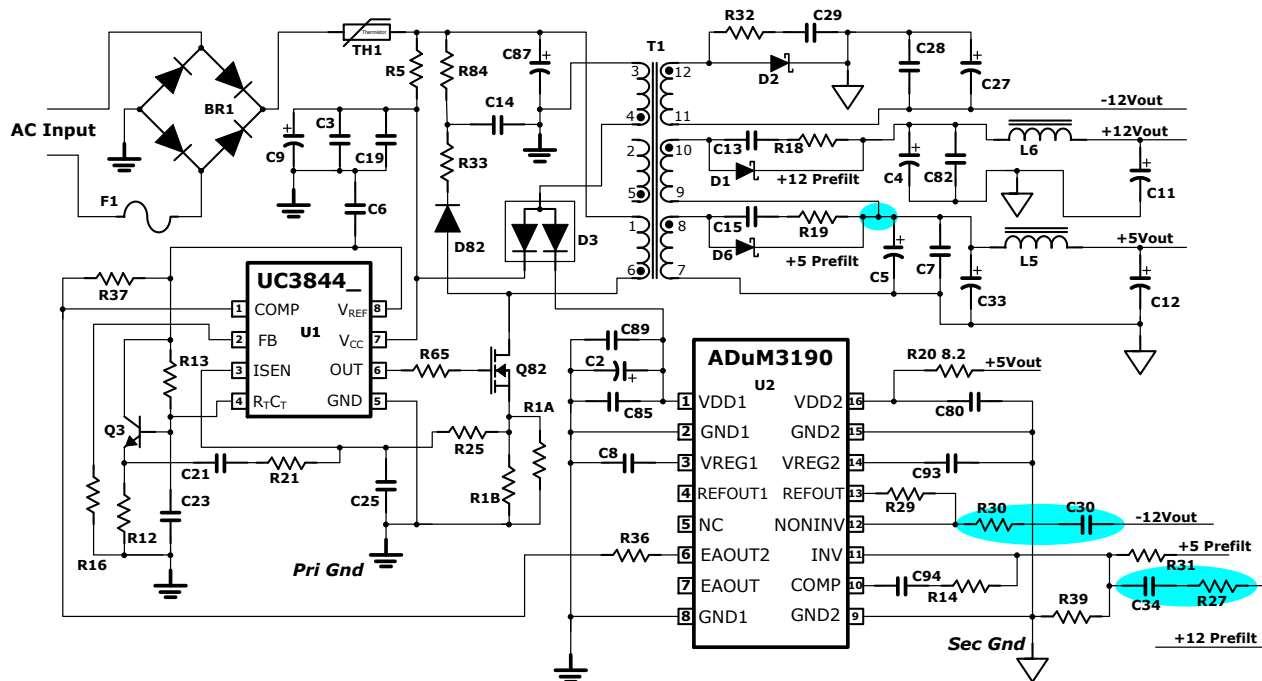 R32
C29
T1
Thermistor
TH1
C87
+
R5
R84
3
12
D2
C28
+
C27
BR1
AC Input
C14
4
11
-12Vout
+
C9
C3
C19
R33
2
10
C13
R18
D1
+12 Prefilt
+
C4
C82
L6
+12Vout
+
C11
F1
C6
D82
D3
5
9
1
8
C15
R19
D6
+5 Prefilt
+
C5
C7
+
C33
L5
+5Vout
+
C12
6
7
R37
UC3844_
U1
1 COMP
VREF 8
2 FB
VCC 7
3 ISEN
OUT 6
4 RTCT
GND 5
R13
Q3
R65
Q82
R1A
R25
R1B
C21
R21
C25
C23
R12
R16
Pri Gnd
C89
C2
+
C85
C8
R36
ADuM3190
U2
1 VDD1
VDD2 16
2 GND1
GND2 15
3 VREG1
VREG2 14
4 REFOUT1
REFOUT 13
5 NC
NONINV 12
6 EAOUT2
INV 11
7 EAOUT
COMP 10
8 GND1
GND2 9
R20 8.2
+5Vout
C80
C93
R29
R30
C30
-12Vout
+5 Prefilt
R31
C94
R14
C34
R27
R39
Sec Gnd
+12 Prefilt